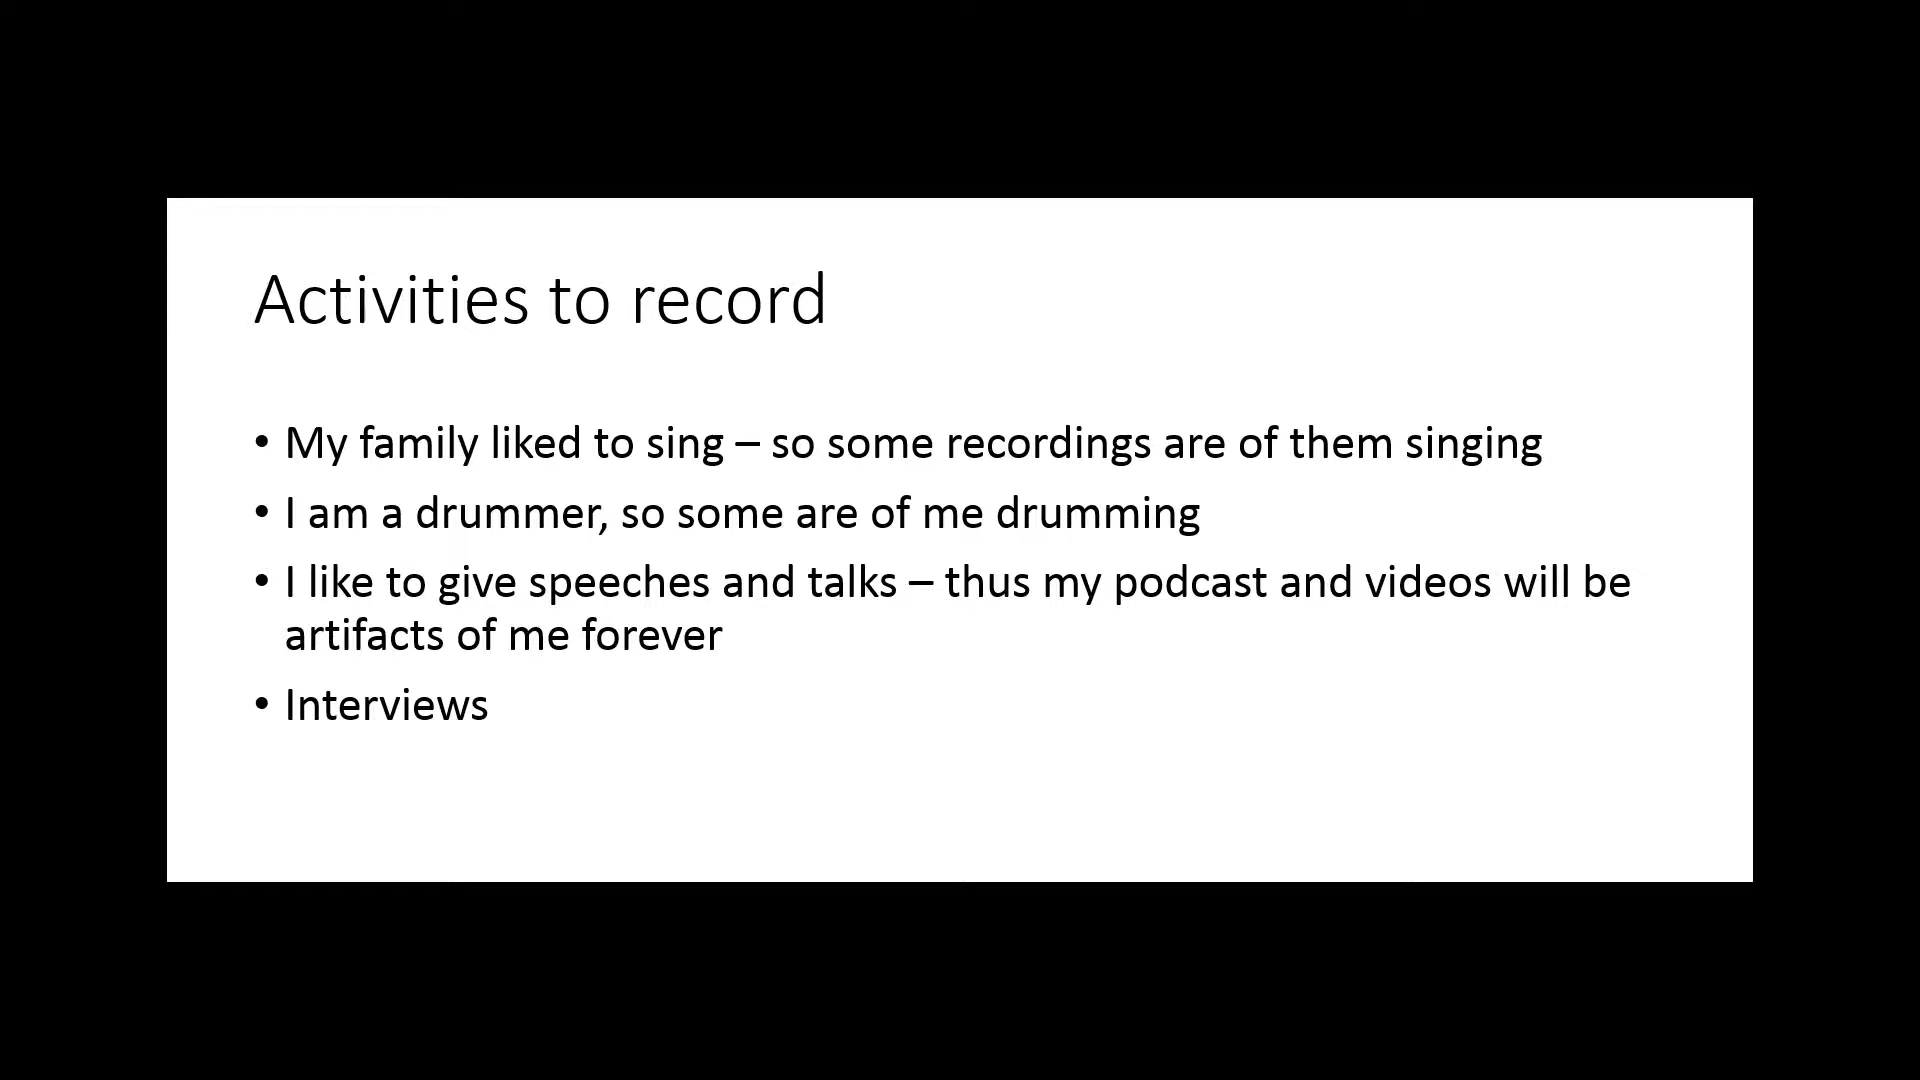 Activities to record
• My family liked to sing – so some recordings are of them singing
• I am a drummer, so some are of me drumming
• I like to give speeches and talks – thus my podcast and videos will be
artifacts of me forever
• Interviews